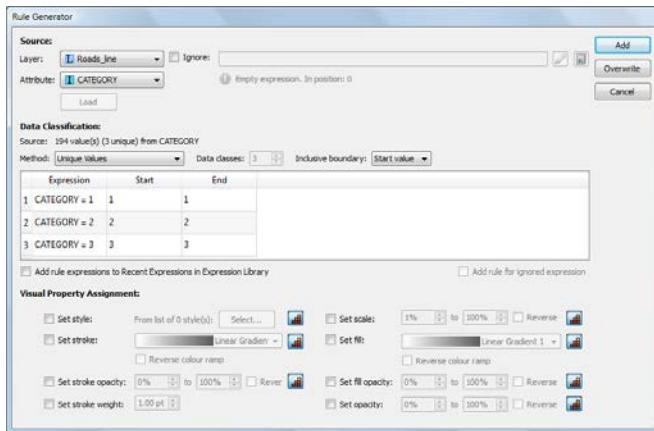 Rule Generator
Source:
Layer: Roads_line Ignore: Add
Attribute: CATEGORY Empty expression. In position: 0 Overwrite
Load Cancel
Data Classification:
Source: 194 value(s) (3 unique) from CATEGORY
Method: Unique Values Data classes: 3 Inclusive boundary: Start value
Expression Start End
1 CATEGORY = 1 1 1
2 CATEGORY = 2 2 2
3 CATEGORY = 3 3 3
Add rule expressions to Recent Expressions in Expression Library Add rule for ignored expression
Visual Property Assignment:
Set style: From list of 0 style(s): Select... Set scale: 1% to 100% Reverse
Set stroke: Linear Gradien Set fill: Linear Gradient 1
Reverse colour ramp Reverse colour ramp
Set stroke opacity: 0% to 100% Rever Set fill opacity: 0% to 100% Reverse
Set stroke weight: 1.00 pt Set opacity: 0% to 100% Reverse